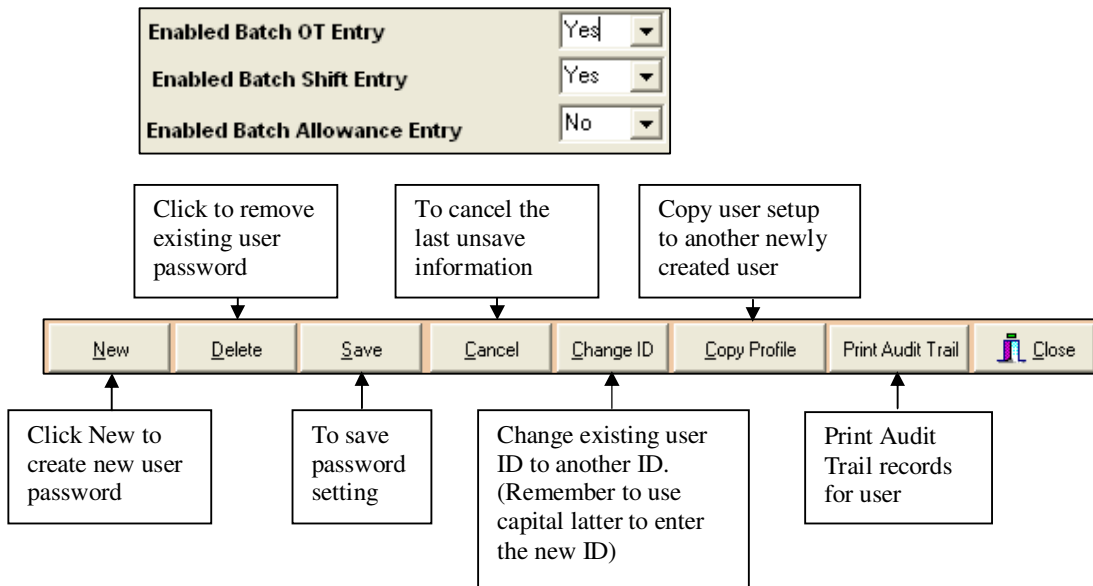 Enabled Batch OT Entry Yes
Enabled Batch Shift Entry Yes
Enabled Batch Allowance Entry No
Click to remove
existing user
password
To cancel the
last unsave
information
Copy user setup
to another newly
created user
New Delete Save Cancel Change ID Copy Profile Print Audit Trail Close
Click New to
create new user
password
To save
password
setting
Change existing user
ID to another ID.
(Remember to use
capital latter to enter
the new ID)
Print Audit
Trail records
for user